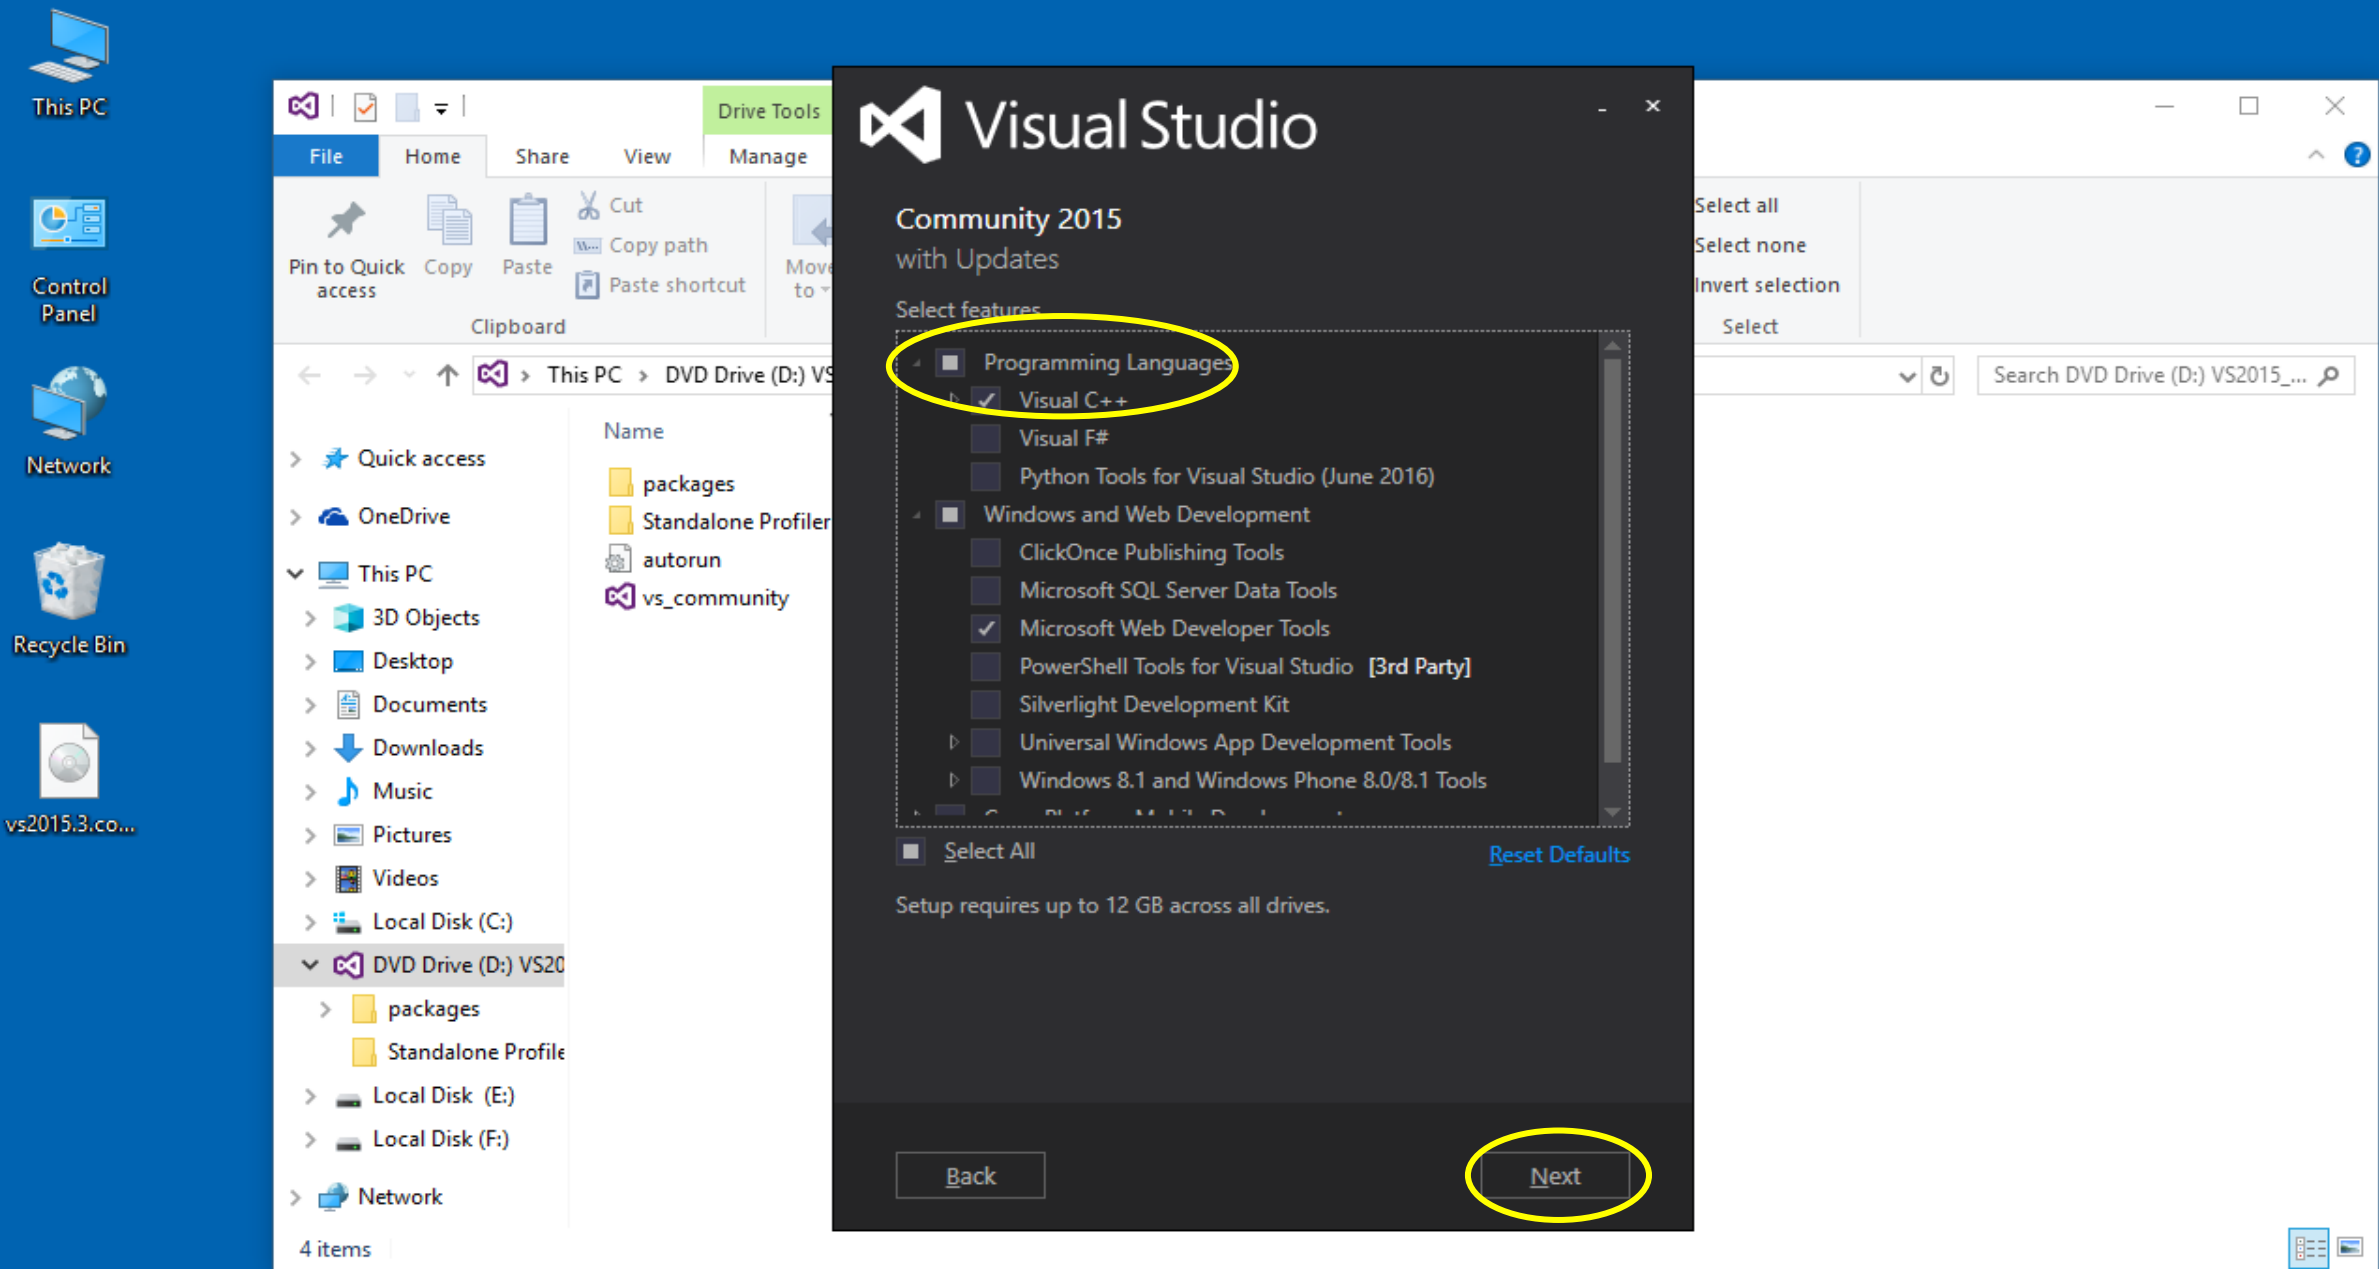 This PC
Control
Panel
Network
Recycle Bin
vs2015.3.co...
Drive Tools
File
Home
Share
View
Manage
Pin to Quick
access
Copy
Paste
Cut
Copy path
Paste shortcut
Move
to
Clipboard
This PC > DVD Drive (D:) VS
Name
Quick access
OneDrive
This PC
3D Objects
Desktop
Documents
Downloads
Music
Pictures
Videos
Local Disk (C:)
DVD Drive (D:) VS20
packages
Standalone Profile
Local Disk (E:)
Local Disk (F:)
Network
4 items
packages
Standalone Profiler
autorun
vs_community
Visual Studio
Community 2015
with Updates
Select features
Programming Languages
Visual C++
Visual F#
Python Tools for Visual Studio (June 2016)
Windows and Web Development
ClickOnce Publishing Tools
Microsoft SQL Server Data Tools
Microsoft Web Developer Tools
PowerShell Tools for Visual Studio [3rd Party]
Silverlight Development Kit
Universal Windows App Development Tools
Windows 8.1 and Windows Phone 8.0/8.1 Tools
Select All
Reset Defaults
Setup requires up to 12 GB across all drives.
Back
Next
Select all
Select none
Invert selection
Select
Search DVD Drive (D:) VS2015_...